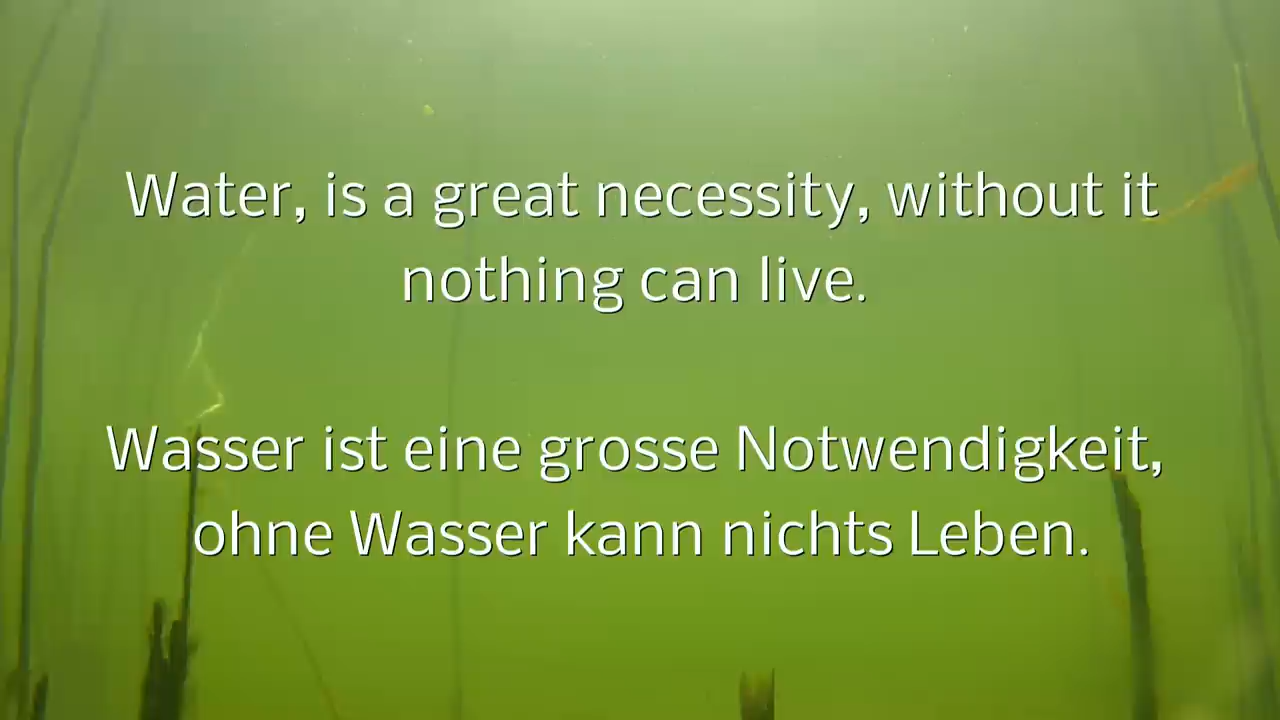 Water, is a great necessity, without it
nothing can live.
Wasser ist eine grosse Notwendigkeit,
ohne Wasser kann nichts Leben.